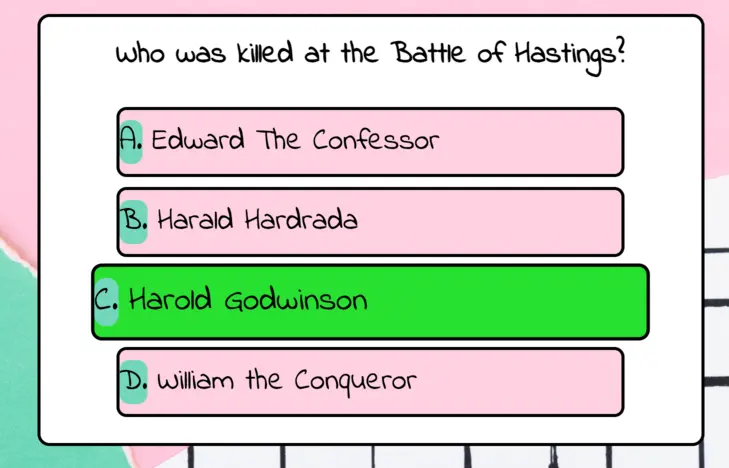 Who was killed at the Battle of Hastings?
A. Edward The Confessor
B. Harald Hardrada
C. Harold Godwinson
D. William the Conqueror